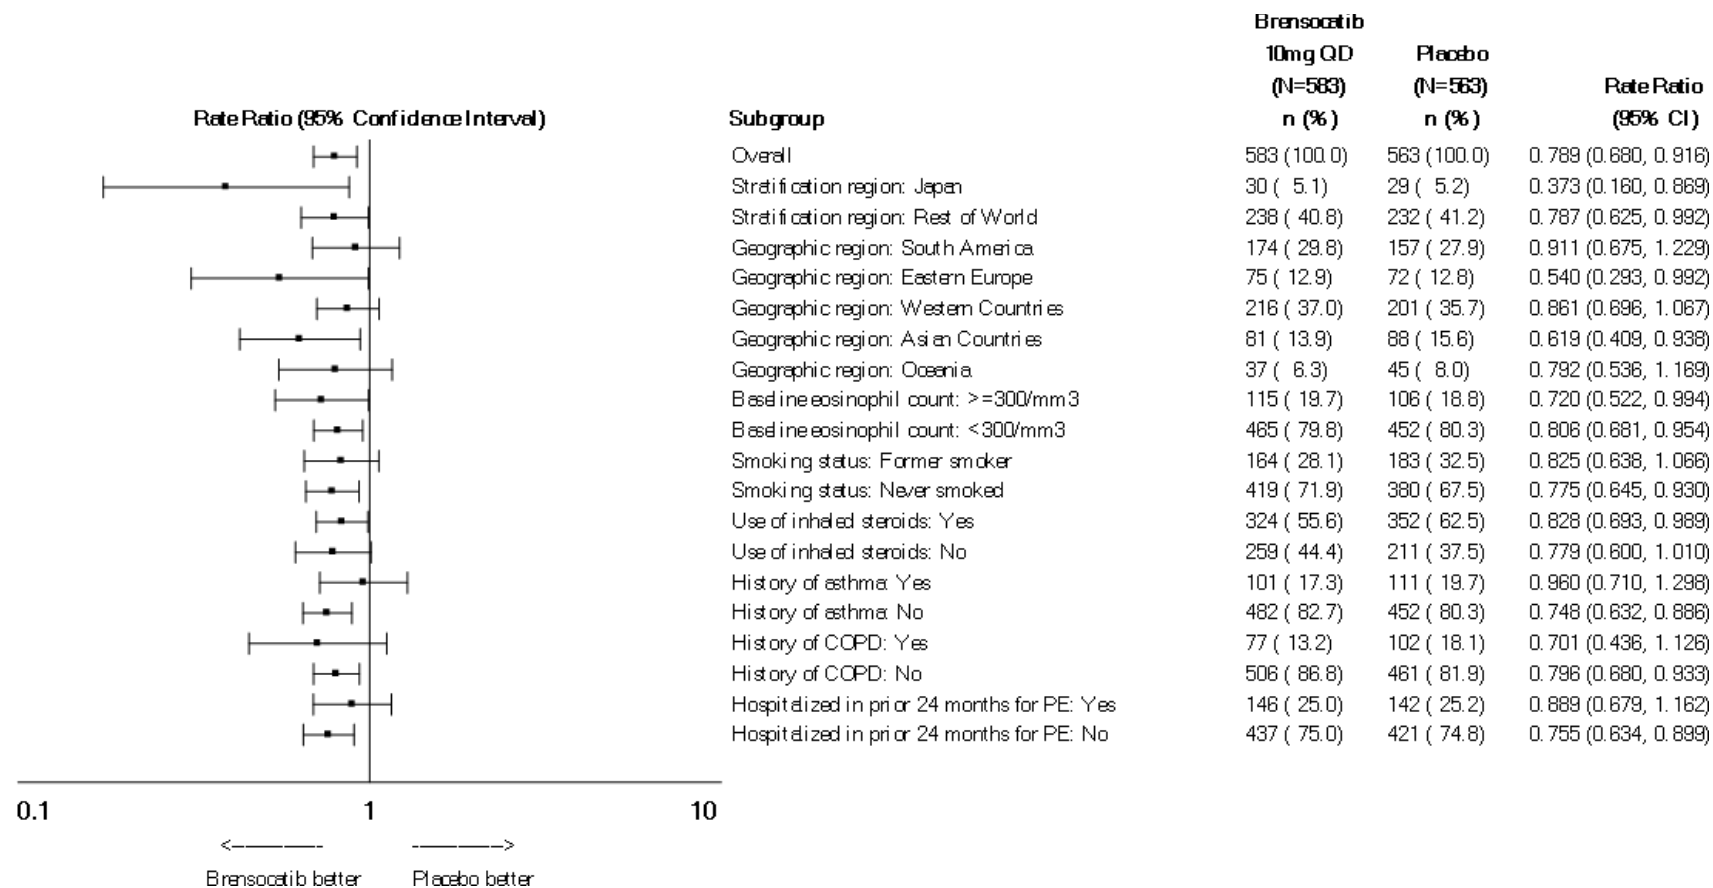 Brensocatib
10mg QD Placebo
(N=583) (N=563) Rate Ratio
Rate Ratio (95% Confidence Interval) Subgroup n (%) n (%) (95% CI)
Overall 583 (100.0) 563 (100.0) 0.789 (0.680, 0.916)
Stratification region: Japan 30 ( 5.1) 29 ( 5.2) 0.373 (0.160, 0.869)
Stratification region: Rest of World 238 ( 40.8) 232 ( 41.2) 0.787 (0.625, 0.992)
Geographic region: South America 174 ( 29.8) 157 ( 27.9) 0.911 (0.675, 1.229)
Geographic region: Eastern Europe 75 ( 12.9) 72 ( 12.8) 0.540 (0.293, 0.992)
Geographic region: Western Countries 216 ( 37.0) 201 ( 35.7) 0.861 (0.696, 1.067)
Geographic region: Asian Countries 81 ( 13.9) 88 ( 15.6) 0.619 (0.409, 0.938)
Geographic region: Oceania 37 ( 6.3) 45 ( 8.0) 0.792 (0.536, 1.169)
Baseline eosinophil count: >=300/mm3 115 ( 19.7) 106 ( 18.8) 0.720 (0.522, 0.994)
Baseline eosinophil count: <300/mm3 465 ( 79.8) 452 ( 80.3) 0.806 (0.681, 0.954)
Smoking status: Former smoker 164 ( 28.1) 183 ( 32.5) 0.825 (0.638, 1.066)
Smoking status: Never smoked 419 ( 71.9) 380 ( 67.5) 0.775 (0.645, 0.930)
Use of inhaled steroids: Yes 324 ( 55.6) 352 ( 62.5) 0.828 (0.693, 0.989)
Use of inhaled steroids: No 259 ( 44.4) 211 ( 37.5) 0.779 (0.600, 1.010)
History of asthma: Yes 101 ( 17.3) 111 ( 19.7) 0.960 (0.710, 1.298)
History of asthma: No 482 ( 82.7) 452 ( 80.3) 0.748 (0.632, 0.886)
History of COPD: Yes 77 ( 13.2) 102 ( 18.1) 0.701 (0.436, 1.126)
History of COPD: No 506 ( 86.8) 461 ( 81.9) 0.796 (0.680, 0.933)
Hospitalized in prior 24 months for PE: Yes 146 ( 25.0) 142 ( 25.2) 0.889 (0.679, 1.162)
Hospitalized in prior 24 months for PE: No 437 ( 75.0) 421 ( 74.8) 0.755 (0.634, 0.899)
0.1 1 10
<---------- ---------->
Brensocatib better Placebo better